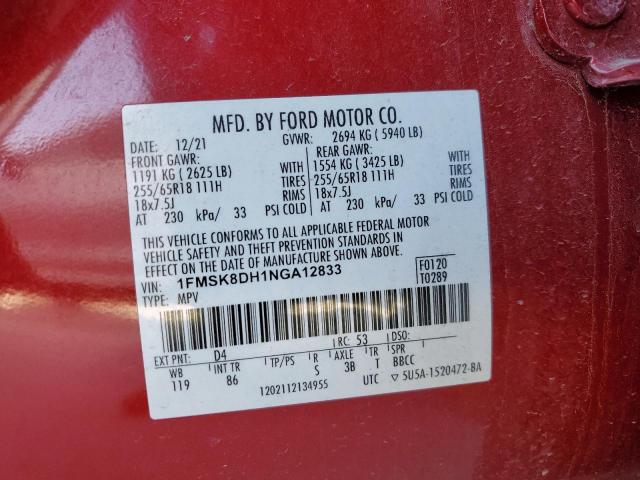 MFD. BY FORD MOTOR CO.
DATE: 12/21 GVWR: 2694 KG ( 5940 LB)
FRONT GAWR: REAR GAWR:
1191 KG ( 2625 LB) WITH 1554 KG ( 3425 LB) WITH
255/65R18 111H TIRES 255/65R18 111H TIRES
18x7.5J RIMS 18x7.5J RIMS
AT 230 kPa/ 33 PSI COLD AT 230 kPa/ 33 PSI COLD
THIS VEHICLE CONFORMS TO ALL APPLICABLE FEDERAL MOTOR
VEHICLE SAFETY AND THEFT PREVENTION STANDARDS IN
EFFECT ON THE DATE OF MANUFACTURE SHOWN ABOVE.
VIN: 1FMSK8DH1NGA12833 F0120
TYPE: MPV T0289
EXT PNT: D4 RC: 53 DSO:
WB INT TR TP/PS R AXLE TR SPR
119 86 S 3B T BBCC
1202112134955 UTC ▽ 5U5A-1520472-BA